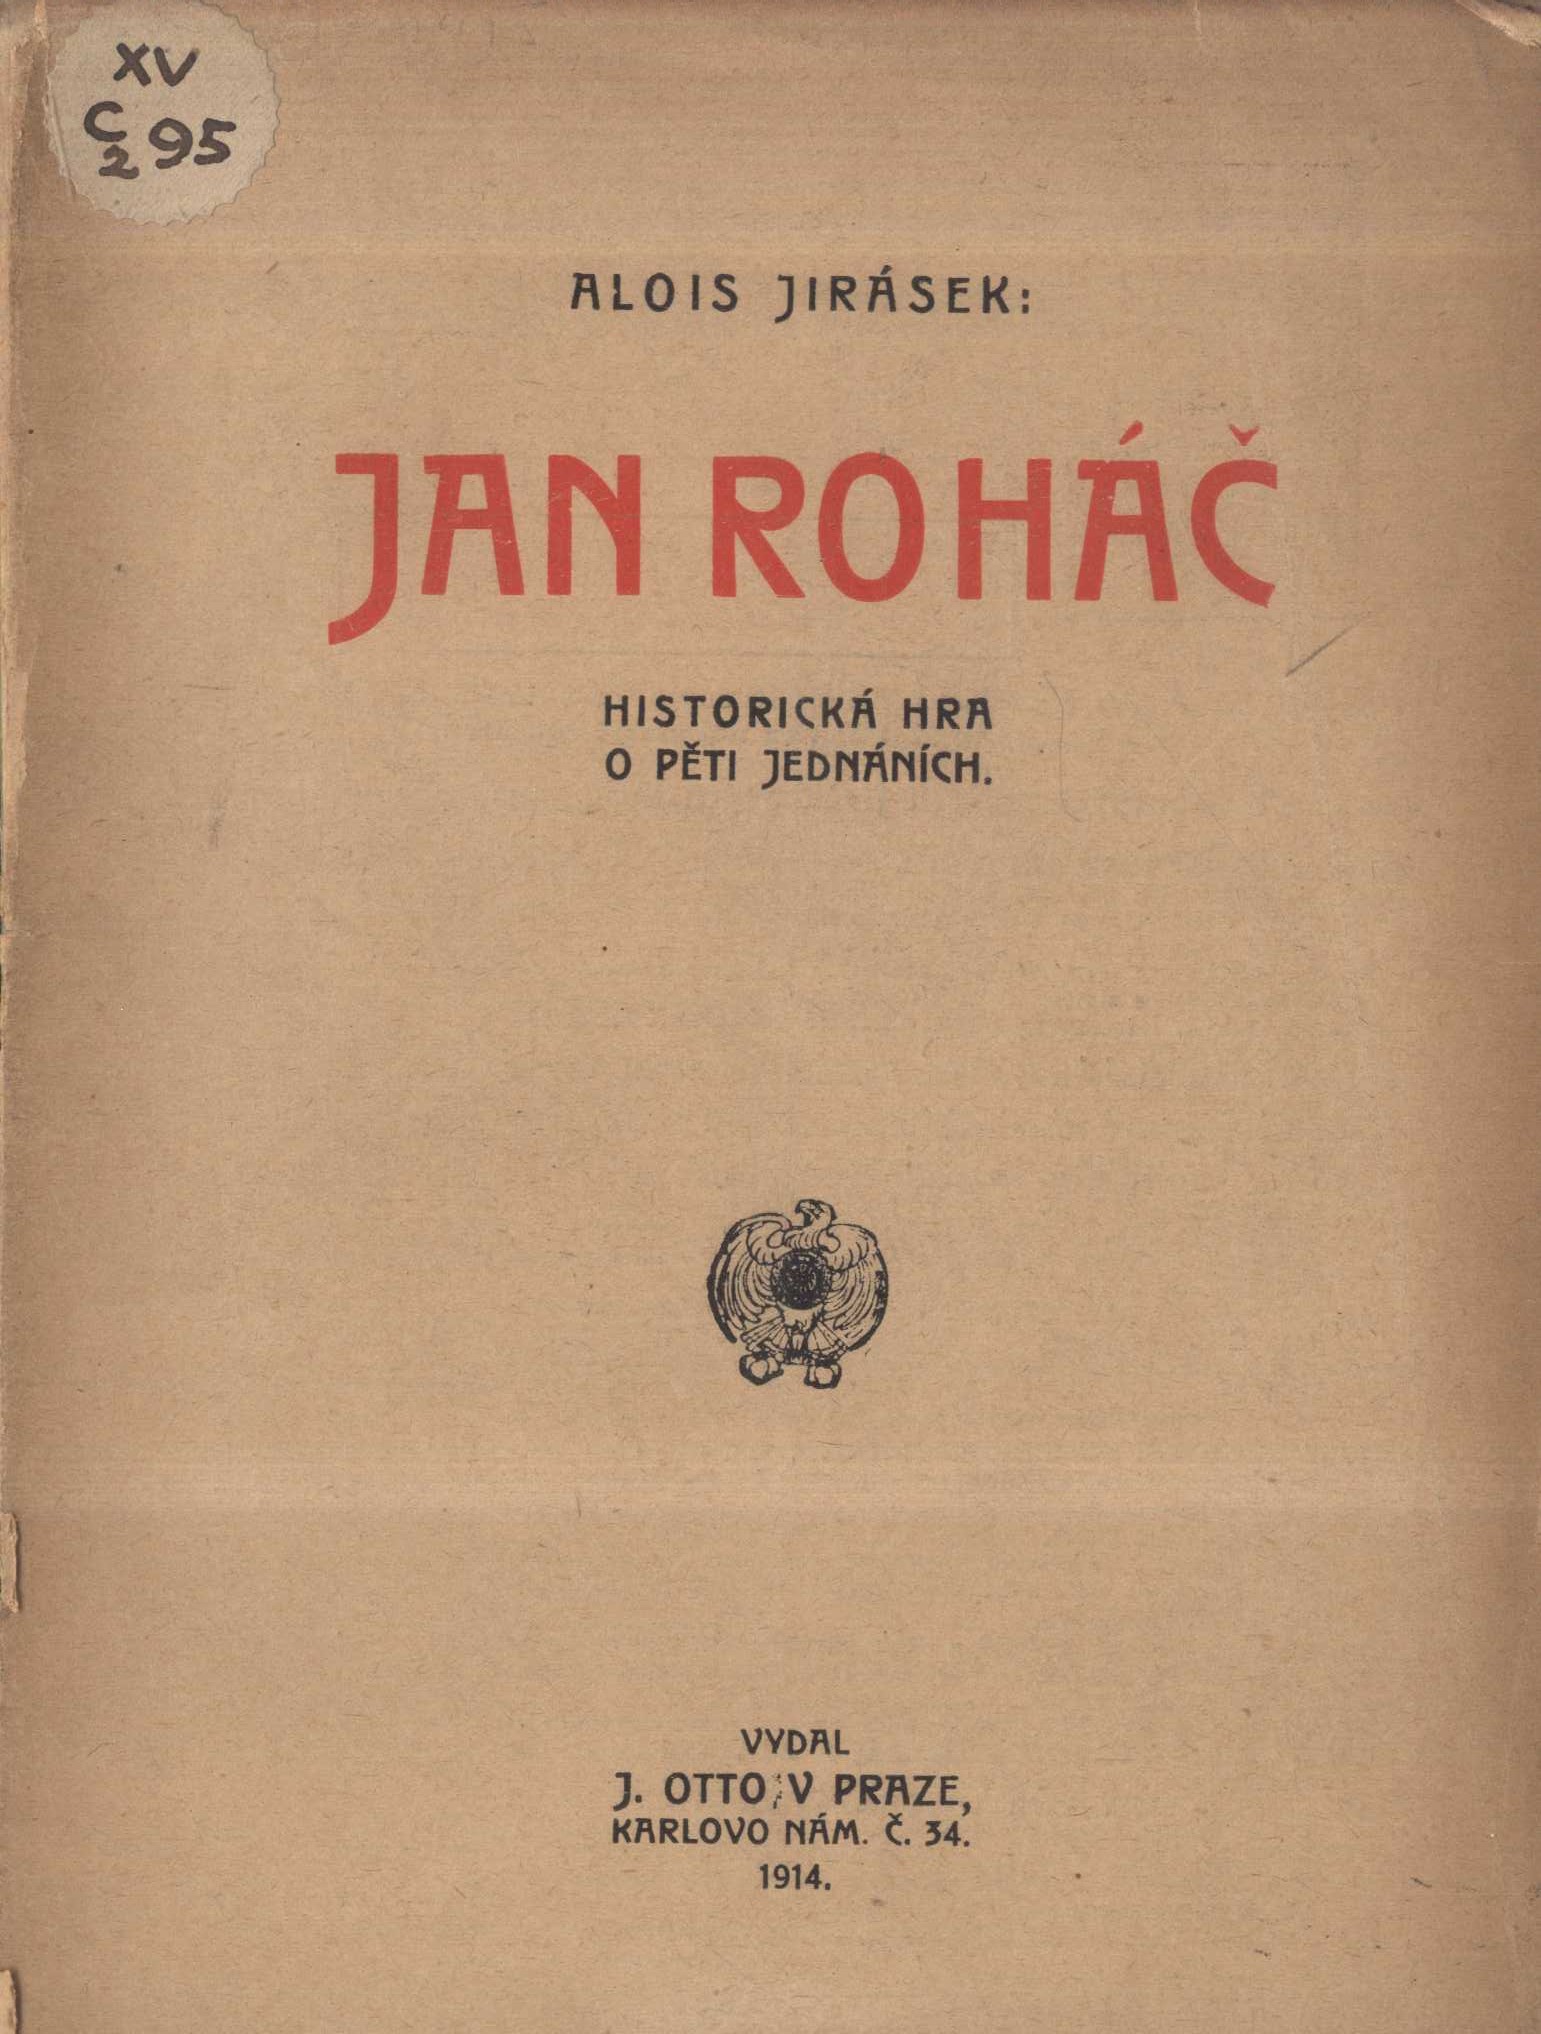 XV
C 95
2
ALOIS JIRÁSEK:
JAN ROHÁČ
HISTORICKÁ HRA
O PĚTI JEDNÁNÍCH.
VYDAL
J. OTTO V PRAZE,
KARLOVO NÁM. Č. 34.
1914.